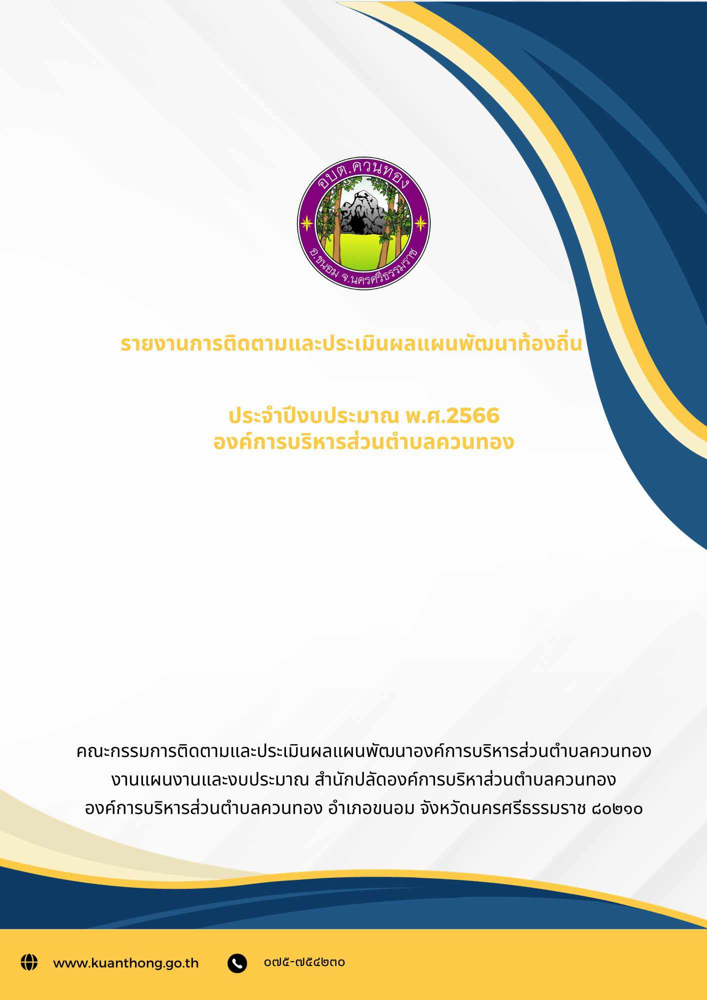 อบต.ควนทอง
อ.ขนอม จ.นครศรีธรรมราช
รายงานการติดตามและประเมินผลแผนพัฒนาท้องถิ่น
ประจำปีงบประมาณ พ.ศ.2566
องค์การบริหารส่วนตำบลควนทอง
คณะกรรมการติดตามและประเมินผลแผนพัฒนาองค์การบริหารส่วนตำบลควนทอง
งานแผนงานและงบประมาณ สำนักปลัดองค์การบริหาส่วนตำบลควนทอง
องค์การบริหารส่วนตำบลควนทอง อำเภอขนอม จังหวัดนครศรีธรรมราช ๘๐๒๑๐
www.kuanthong.go.th
๐๗๕-๗๕๔๒๓๐